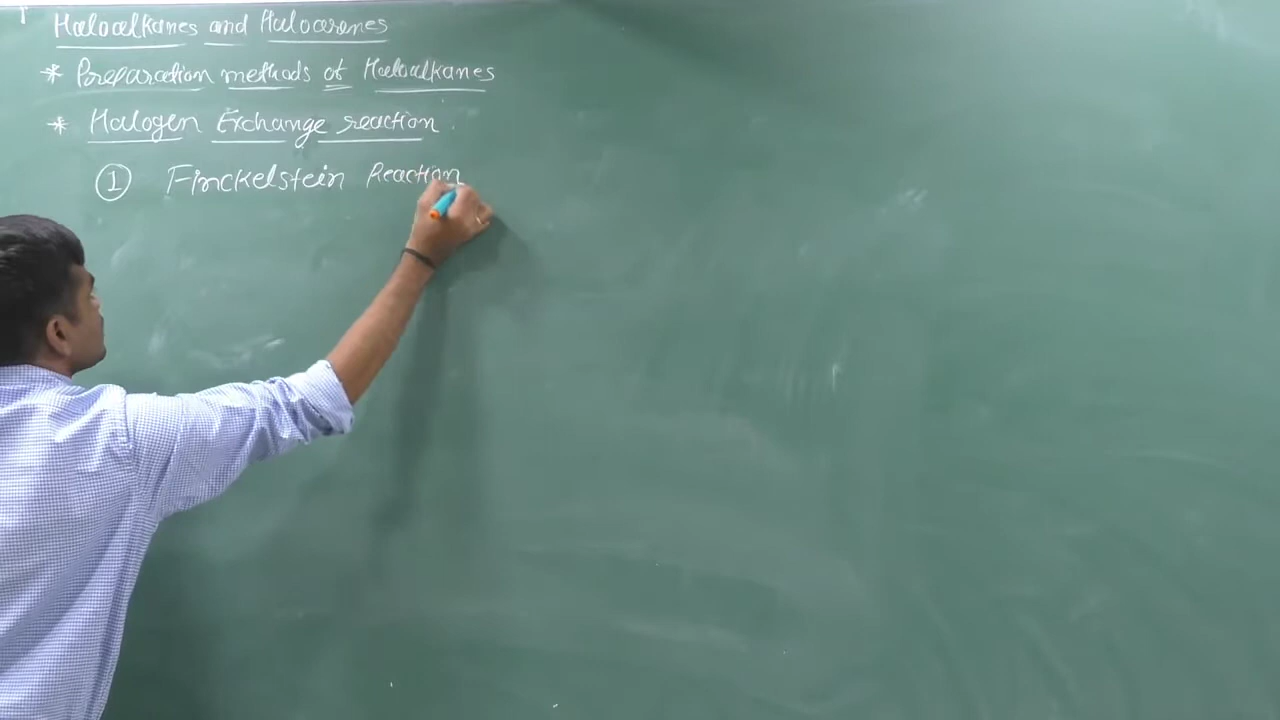 Haloalkanes and Haloarenes
* Preparation methods of Haloalkanes
* Halogen Exchange reaction.
① Finckelstein Reaction